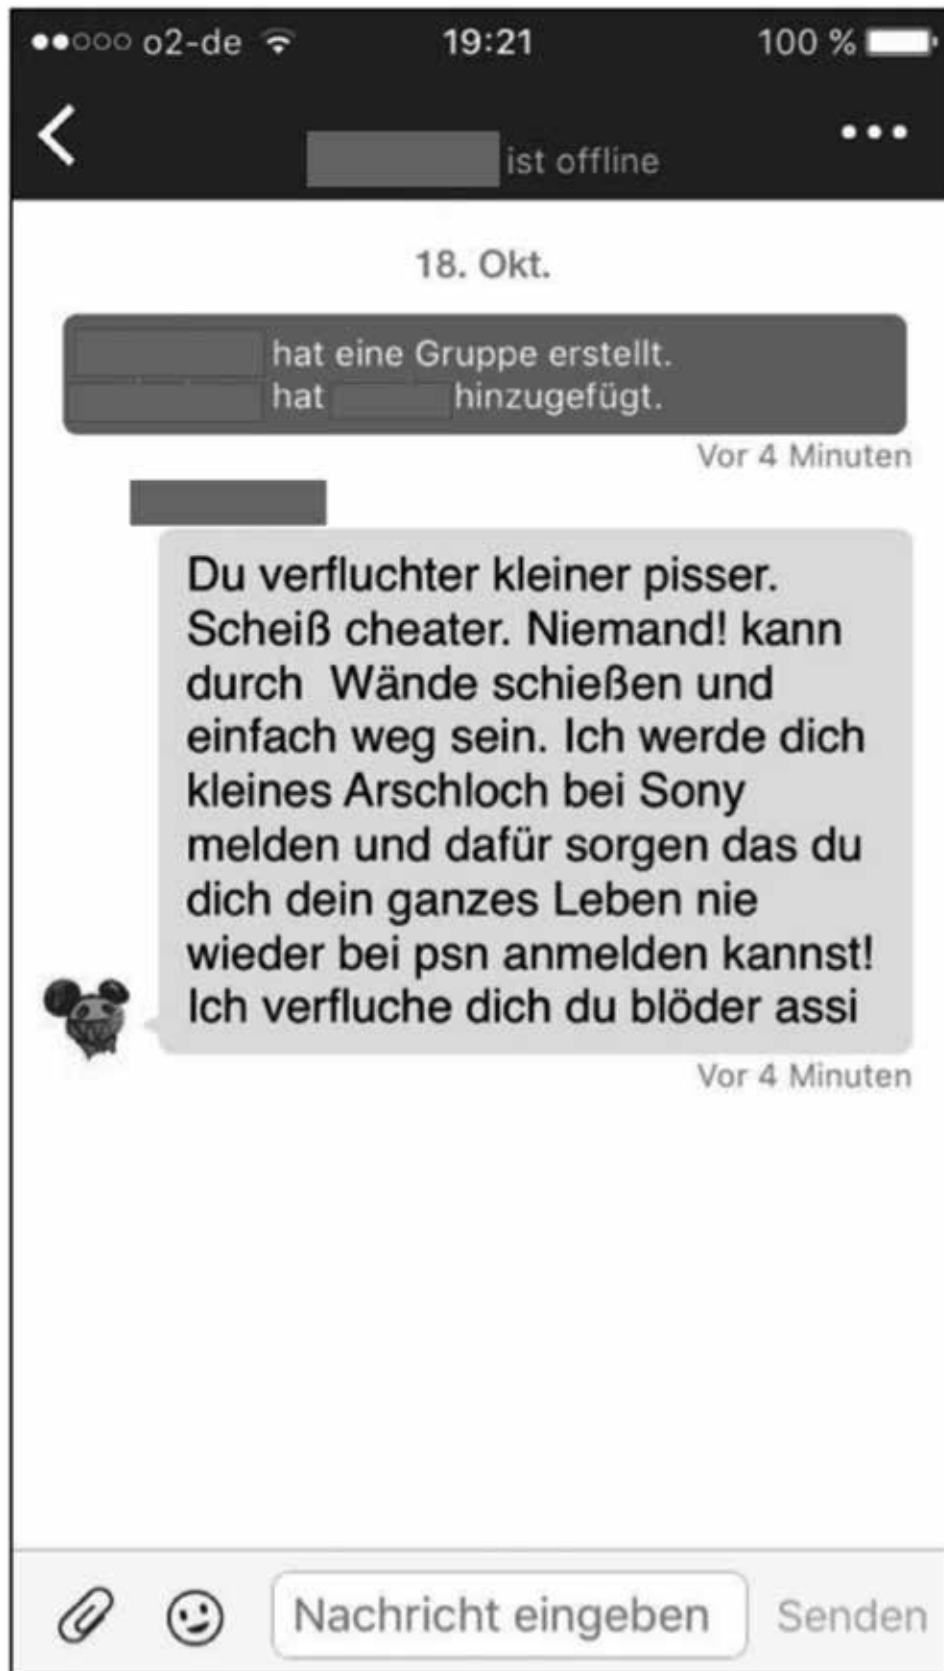 o2-de 19:21 100 %
ist offline
18. Okt.
hat eine Gruppe erstellt.
hat hinzugefügt.
Vor 4 Minuten
Du verfluchter kleiner pisser.
Scheiß cheater. Niemand! kann
durch Wände schießen und
einfach weg sein. Ich werde dich
kleines Arschloch bei Sony
melden und dafür sorgen das du
dich dein ganzes Leben nie
wieder bei psn anmelden kannst!
Ich verfluche dich du blöder assi
Vor 4 Minuten
Nachricht eingeben Senden